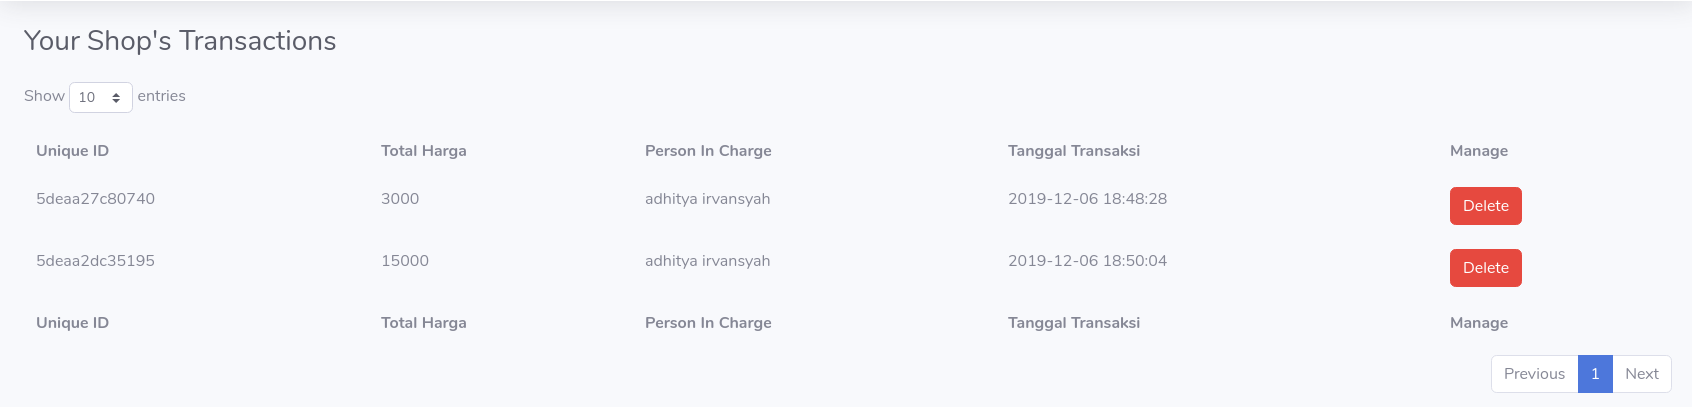 Your Shop's Transactions
Show 10 entries
Unique ID Total Harga Person In Charge Tanggal Transaksi Manage
5deaa27c80740 3000 adhitya irvansyah 2019-12-06 18:48:28 Delete
5deaa2dc35195 15000 adhitya irvansyah 2019-12-06 18:50:04 Delete
Unique ID Total Harga Person In Charge Tanggal Transaksi Manage
Previous 1 Next